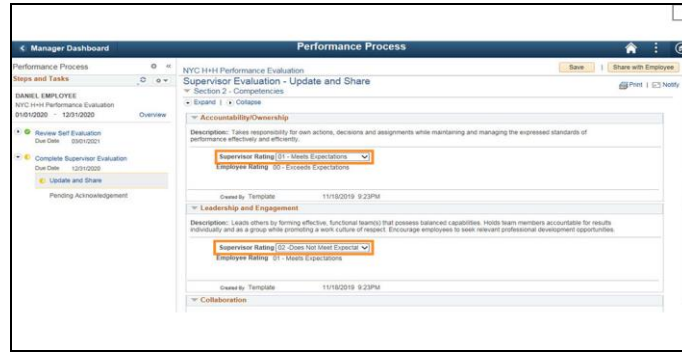 Manager Dashboard
Performance Process
Performance Process
Steps and Tasks
DANIEL EMPLOYEE
NYC H+H Performance Evaluation
01/01/2020 - 12/31/2020 Overview
Review Self Evaluation
Due Date 03/01/2021
Complete Supervisor Evaluation
Due Date 12/31/2020
Update and Share
Pending Acknowledgement
NYC H+H Performance Evaluation
Save | Share with Employee
Supervisor Evaluation - Update and Share
Print | Notify
Section 2 - Competencies
Expand | Collapse
Accountability/Ownership
Description: Takes responsibility for own actions, decisions and assignments while maintaining and managing the expressed standards of
performance effectively and efficiently.
Supervisor Rating 01 - Meets Expectations
Employee Rating 00 - Exceeds Expectations
Created By Template 11/18/2019 9:23PM
Leadership and Engagement
Description: Leads others by forming effective, functional team(s) that possess balanced capabilities. Holds team members accountable for results
individually and as a group while promoting a work culture of respect. Encourage employees to seek relevant professional development opportunities.
Supervisor Rating 02 -Does Not Meet Expectat
Employee Rating 01 - Meets Expectations
Created By Template 11/18/2019 9:23PM
Collaboration